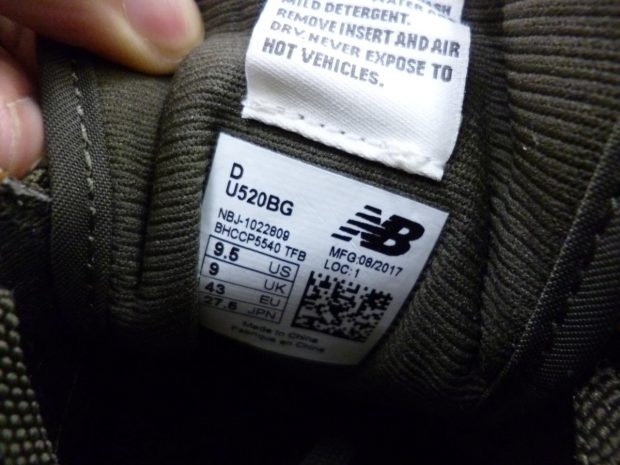 MILD DETERGENT.
REMOVE INSERT AND AIR
DRY. NEVER EXPOSE TO
HOT VEHICLES.
D
U520BG
NB
NBJ-1022809
BHCCP5540 TFB
MFG:08/2017
LOC: 1
9.5 US
9 UK
43 EU
27.5 JPN
Made in China
Fabriqué en Chine